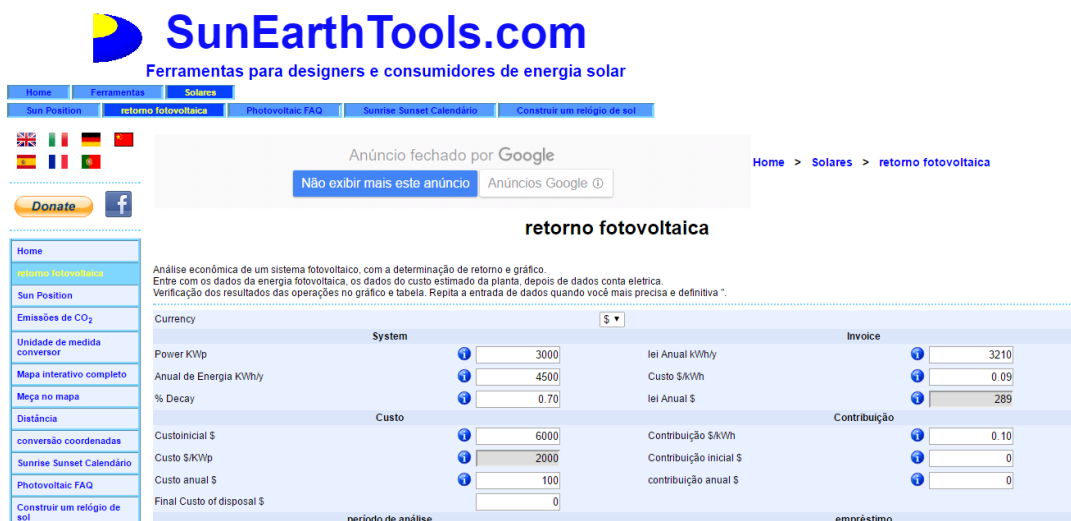 SunEarthTools.com
Ferramentas para designers e consumidores de energia solar
Home Ferramentas Solares
Sun Position retorno fotovoltaica Photovoltaic FAQ Sunrise Sunset Calendário Construir um relógio de sol
Anúncio fechado por Google
Não exibir mais este anúncio Anúncios Google
Home > Solares > retorno fotovoltaica
Donate f
retorno fotovoltaica
Home
retorno fotovoltaica
Sun Position
Emissões de CO2
Unidade de medida
conversor
Mapa interativo completo
Meça no mapa
Distância
conversão coordenadas
Sunrise Sunset Calendário
Photovoltaic FAQ
Construir um relógio de
sol
Análise econômica de um sistema fotovoltaico, com a determinação de retorno e gráfico.
Entre com os dados da energia fotovoltaica, os dados do custo estimado da planta, depois de dados conta eletrica.
Verificação dos resultados das operações no gráfico e tabela. Repita a entrada de dados quando você mais precisa e definitiva ".
Currency $
System Invoice
Power KWp 3000 lei Anual kWh/y 3210
Anual de Energia KWh/y 4500 Custo $/kWh 0.09
% Decay 0.70 lei Anual $ 289
Custo Contribuição
Custoinicial $ 6000 Contribuição $/kWh 0.10
Custo $/KWp 2000 Contribuição inicial $ 0
Custo anual $ 100 contribuição anual $ 0
Final Custo of disposal $ 0
período de análise empréstimo